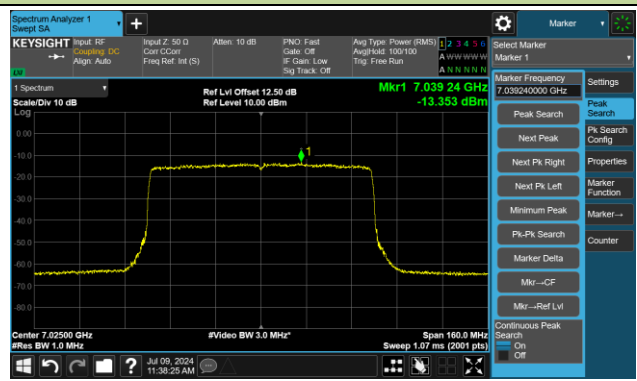 Spectrum Analyzer 1
Swept SA
Marker
KEYSIGHT
Input: RF
Coupling: DC
Align: Auto
Input Z: 50 Ω
Corr CCorr
Freq Ref: Int (S)
Atten: 10 dB
PNO: Fast
Gate: Off
IF Gain: Low
Sig Track: Off
Avg Type: Power (RMS)
Avg|Hold: 100/100
Trig: Free Run
1 2 3 4 5 6
A W W W W W
A N N N N N
LNI
Select Marker
Marker 1
1 Spectrum
Scale/Div 10 dB
Log
Ref Lvl Offset 12.50 dB
Ref Level 10.00 dBm
Mkr1 7.039 24 GHz
-13.353 dBm
0.00
-10.0
-20.0
-30.0
-40.0
-50.0
-60.0
-70.0
-80.0
1
Center 7.02500 GHz
#Res BW 1.0 MHz
#Video BW 3.0 MHz*
Span 160.0 MHz
Sweep 1.07 ms (2001 pts)
Marker Frequency
7.039240000 GHz
Peak Search
Next Peak
Next Pk Right
Next Pk Left
Minimum Peak
Pk-Pk Search
Marker Delta
Mkr→CF
Mkr→Ref Lvl
Continuous Peak
Search
On
Off
Settings
Peak
Search
Pk Search
Config
Properties
Marker
Function
Marker→
Counter
Jul 09, 2024
11:38:25 AM